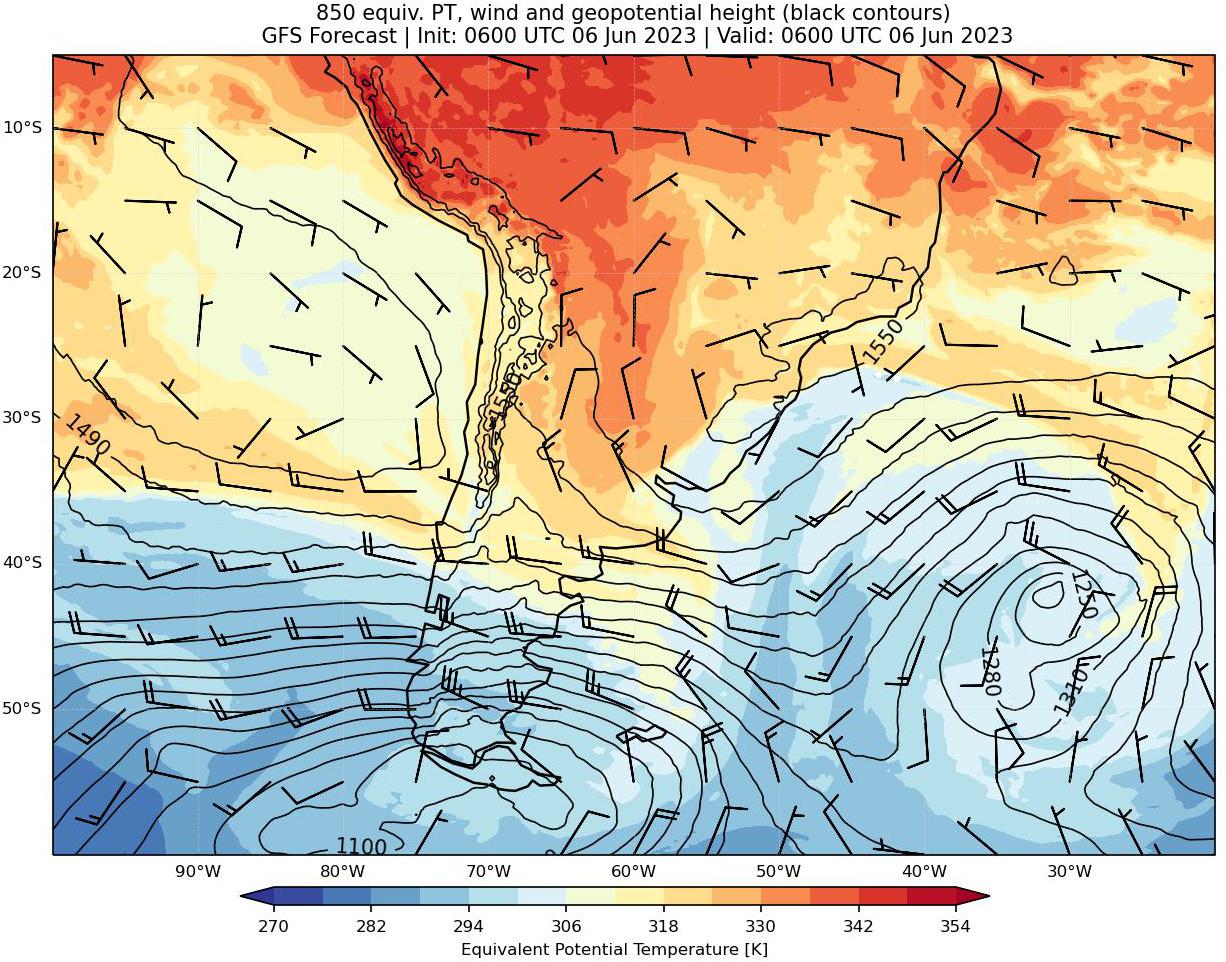 850 equiv. PT, wind and geopotential height (black contours)
GFS Forecast | Init: 0600 UTC 06 Jun 2023 | Valid: 0600 UTC 06 Jun 2023
10°S
20°S
1550
1550
30°S
1490
40°S
1250
1280
1310
50°S
1100
90°W 80°W 70°W 60°W 50°W 40°W 30°W
270 282 294 306 318 330 342 354
Equivalent Potential Temperature [K]